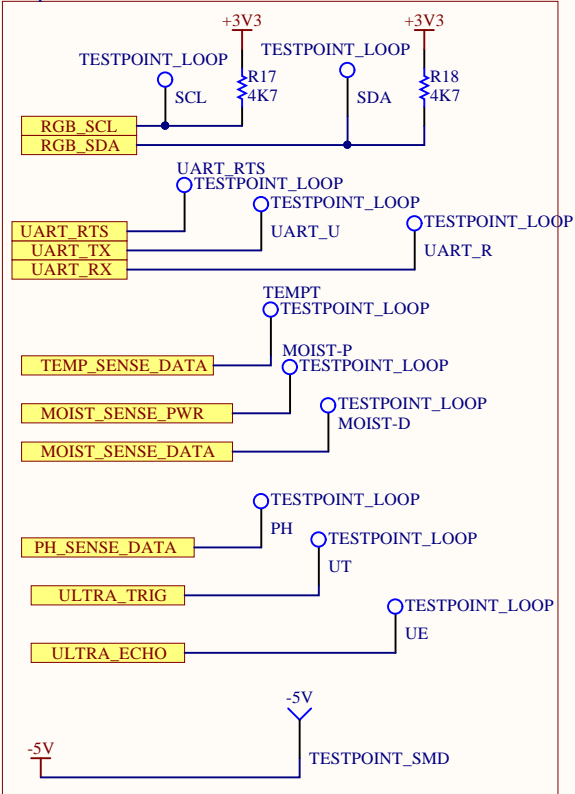 +3V3
+3V3
TESTPOINT_LOOP
TESTPOINT_LOOP
R17
4K7
R18
4K7
SCL
SDA
RGB_SCL
RGB_SDA
UART_RTS
TESTPOINT_LOOP
TESTPOINT_LOOP
TESTPOINT_LOOP
UART_RTS
UART_U
UART_TX
UART_R
UART_RX
TEMPT
TESTPOINT_LOOP
MOIST-P
TEMP_SENSE_DATA
TESTPOINT_LOOP
TESTPOINT_LOOP
MOIST_SENSE_PWR
MOIST-D
MOIST_SENSE_DATA
TESTPOINT_LOOP
PH
TESTPOINT_LOOP
PH_SENSE_DATA
UT
ULTRA_TRIG
TESTPOINT_LOOP
UE
ULTRA_ECHO
-5V
-5V
TESTPOINT_SMD